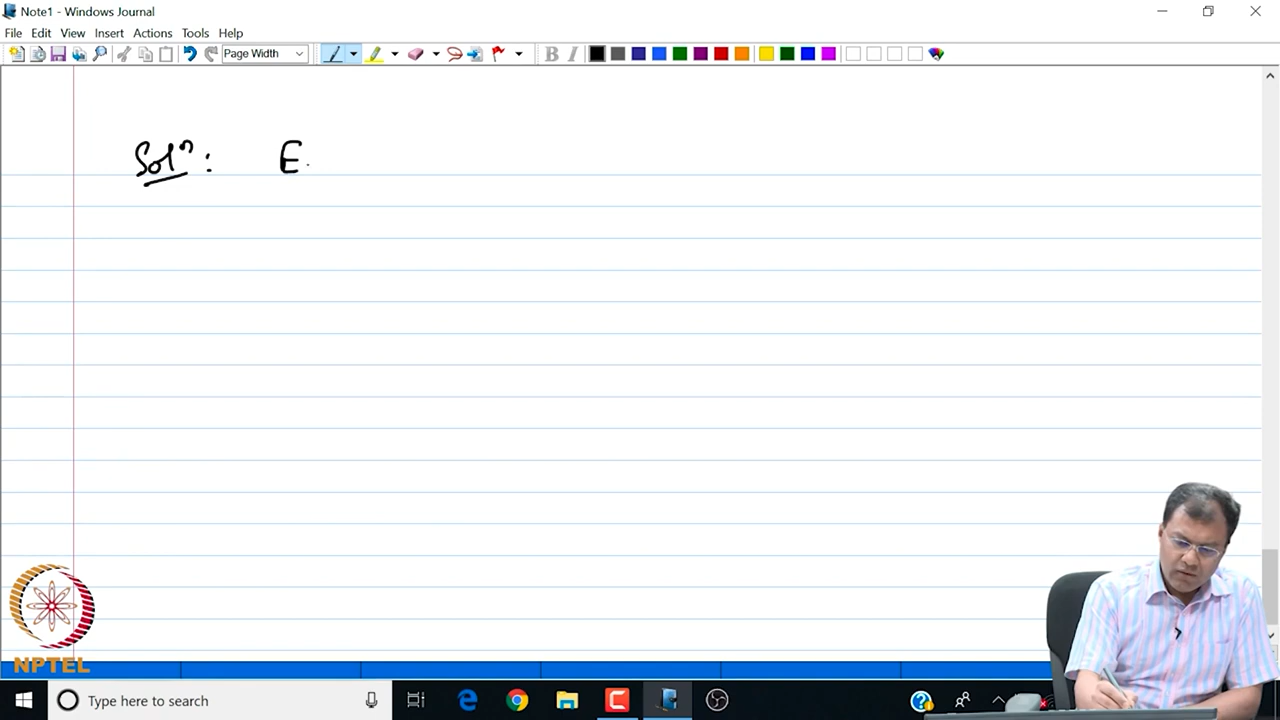 Note1 - Windows Journal
File Edit View Insert Actions Tools Help
Page Width
B I
Solⁿ : E
NPTEL
Type here to search